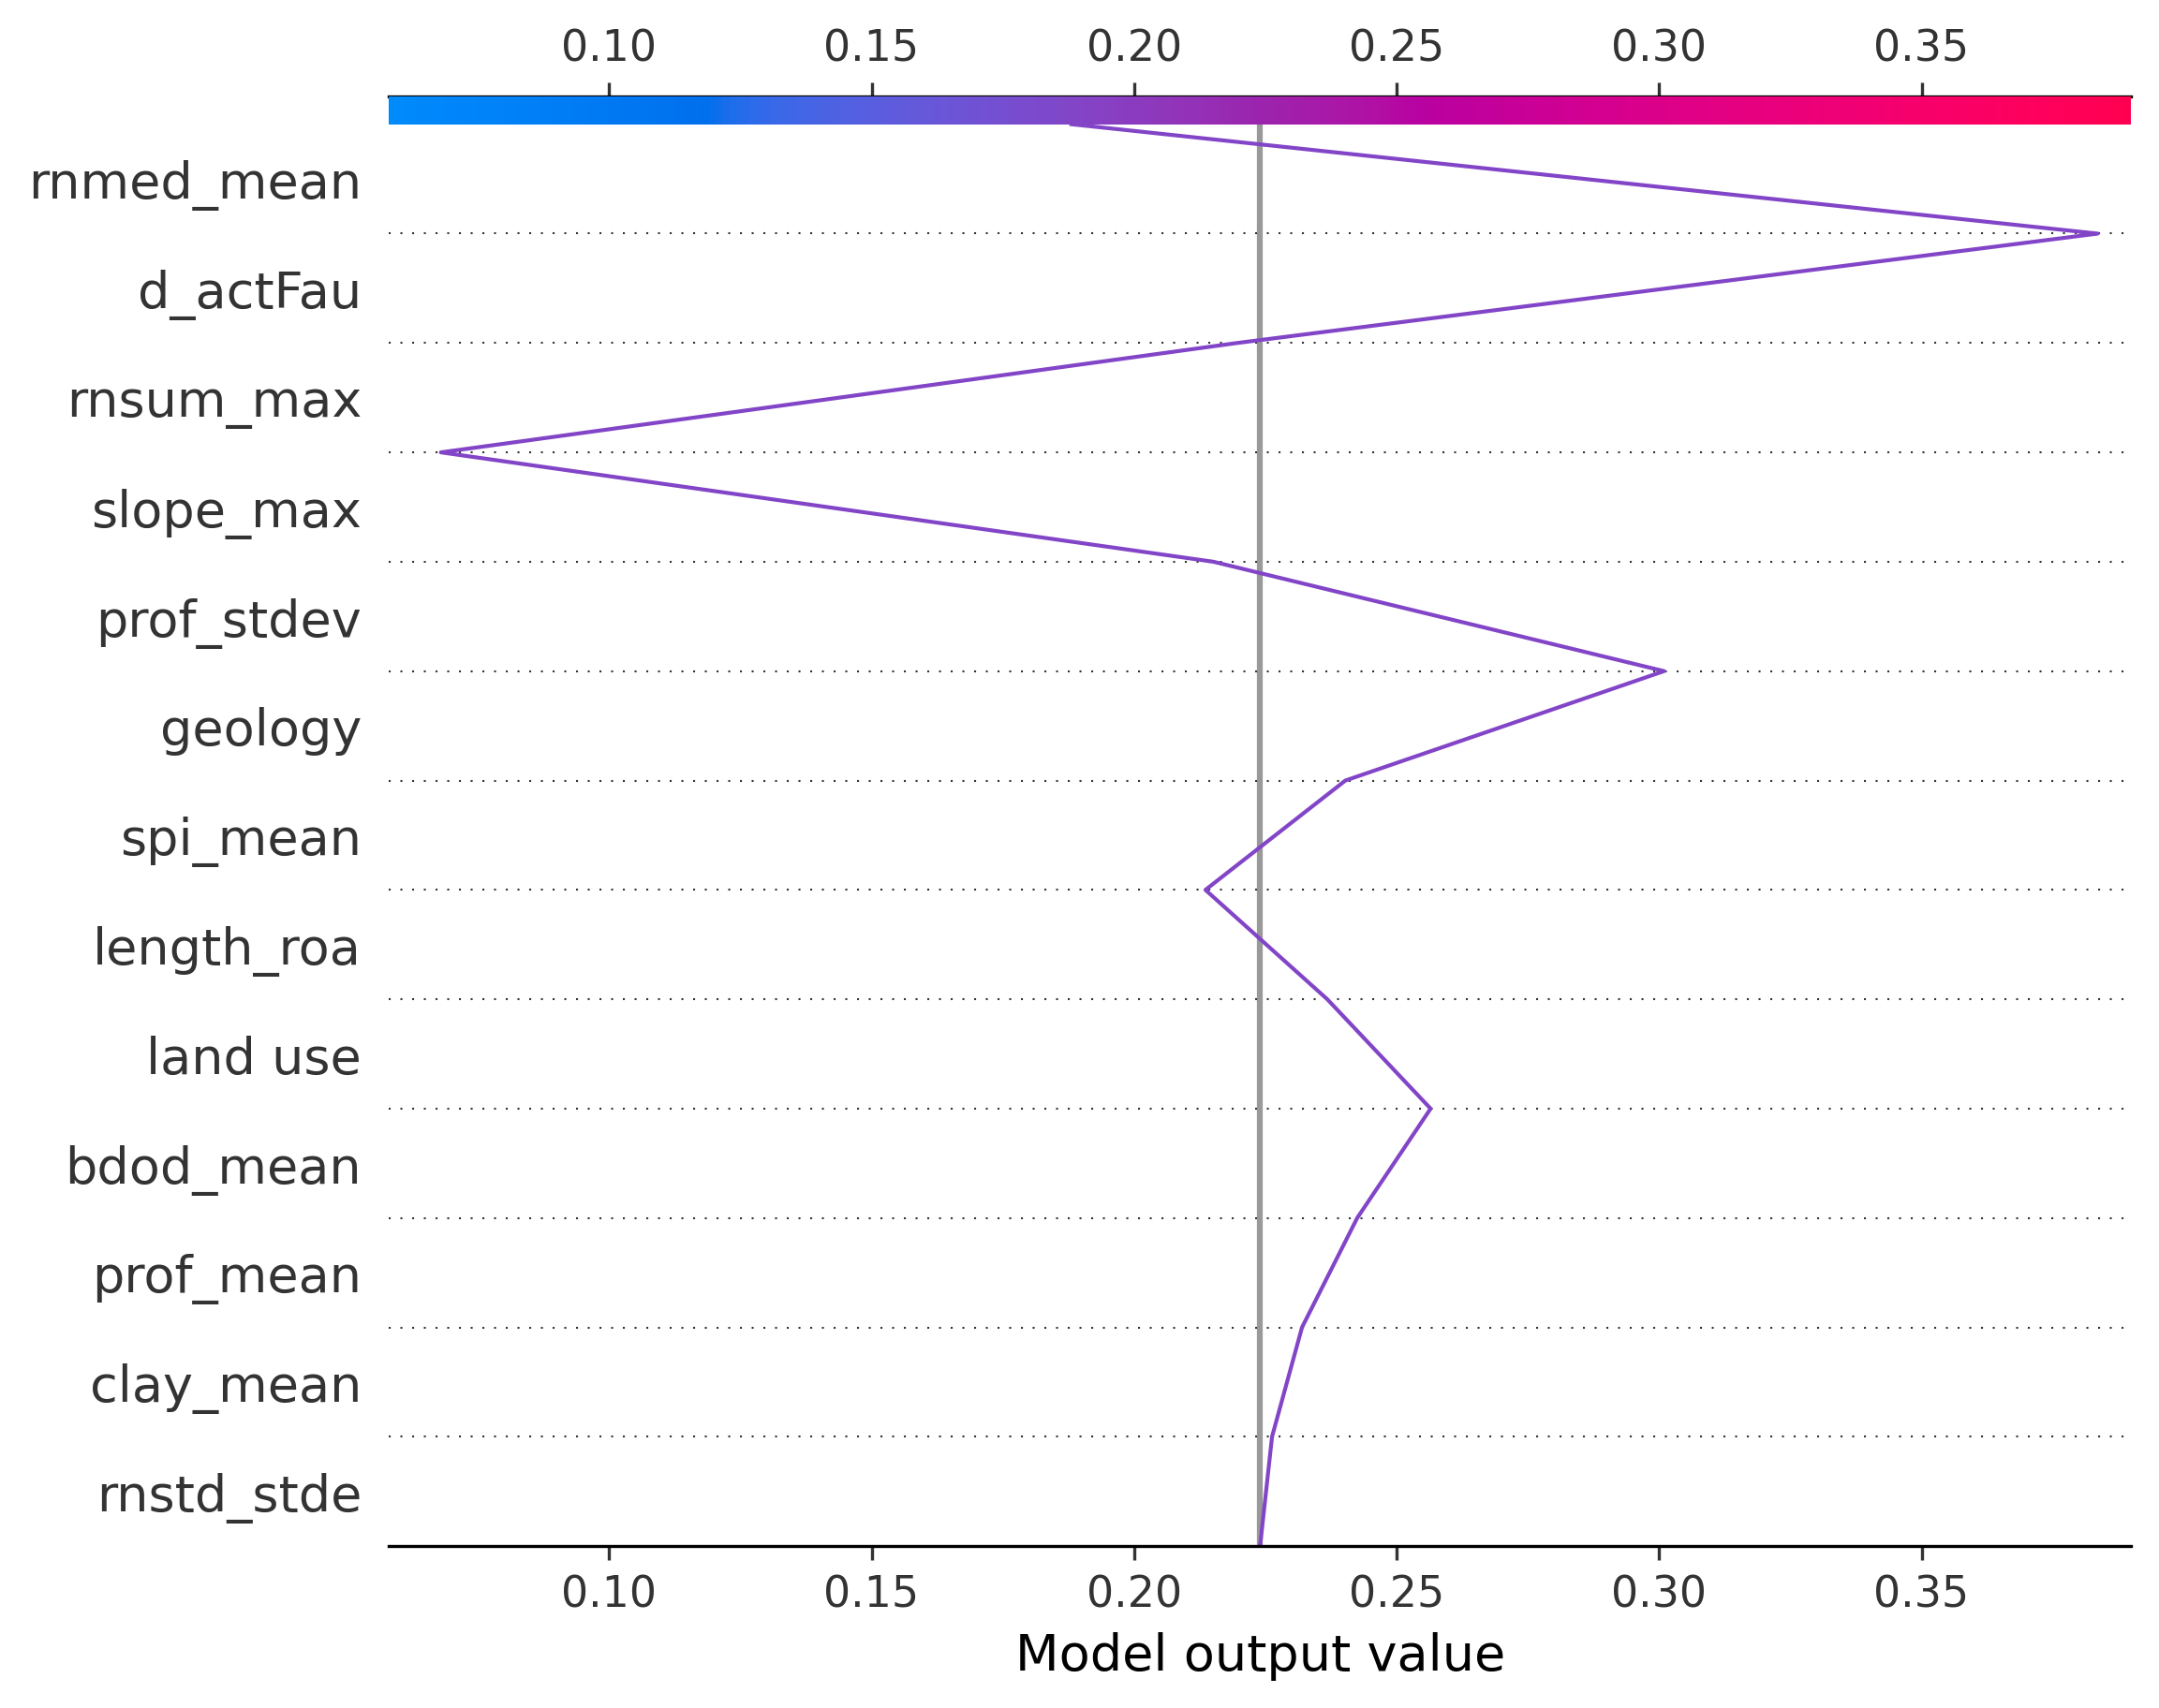 0.10 0.15 0.20 0.25 0.30 0.35
rnmed_mean
d_actFau
rnsum_max
slope_max
prof_stdev
geology
spi_mean
length_roa
land use
bdod_mean
prof_mean
clay_mean
rnstd_stde
0.10 0.15 0.20 0.25 0.30 0.35
Model output value